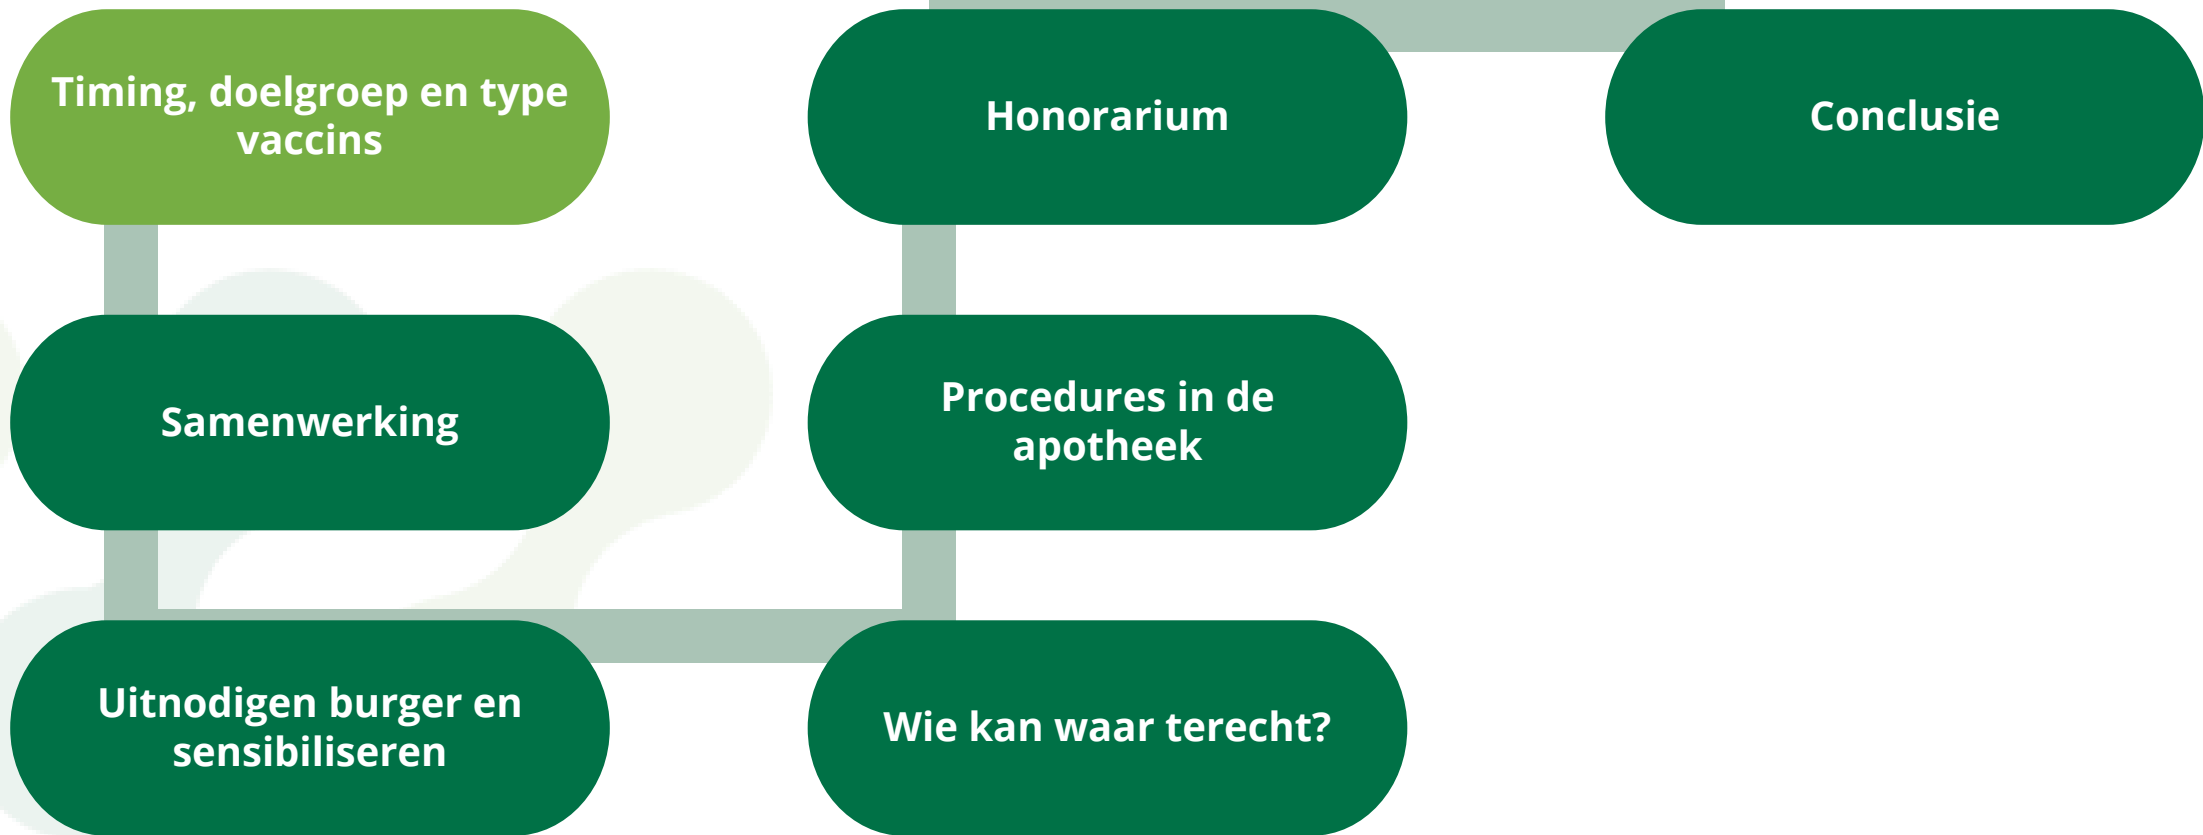 Timing, doelgroep en type
vaccins
Samenwerking
Uitnodigen burger en
sensibiliseren
Wie kan waar terecht?
Procedures in de
apotheek
Honorarium
Conclusie